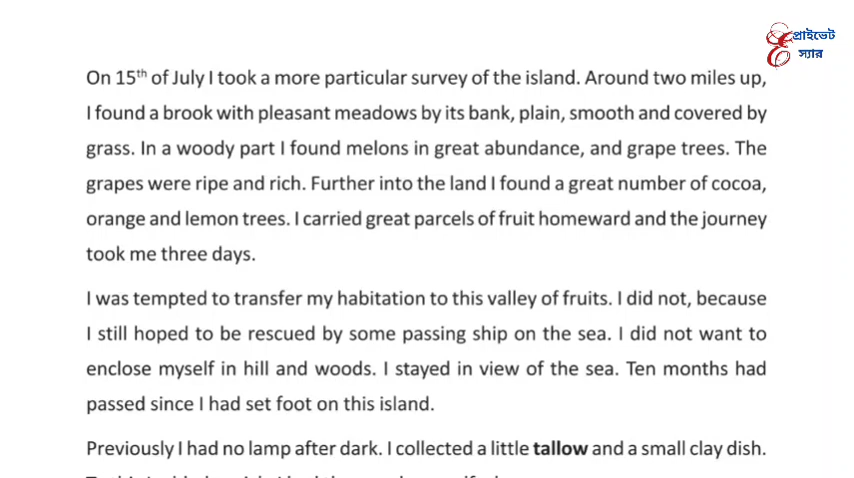 প্রাইভেট
স্যার
On 15th of July I took a more particular survey of the island. Around two miles up,
I found a brook with pleasant meadows by its bank, plain, smooth and covered by
grass. In a woody part I found melons in great abundance, and grape trees. The
grapes were ripe and rich. Further into the land I found a great number of cocoa,
orange and lemon trees. I carried great parcels of fruit homeward and the journey
took me three days.
I was tempted to transfer my habitation to this valley of fruits. I did not, because
I still hoped to be rescued by some passing ship on the sea. I did not want to
enclose myself in hill and woods. I stayed in view of the sea. Ten months had
passed since I had set foot on this island.
Previously I had no lamp after dark. I collected a little tallow and a small clay dish.